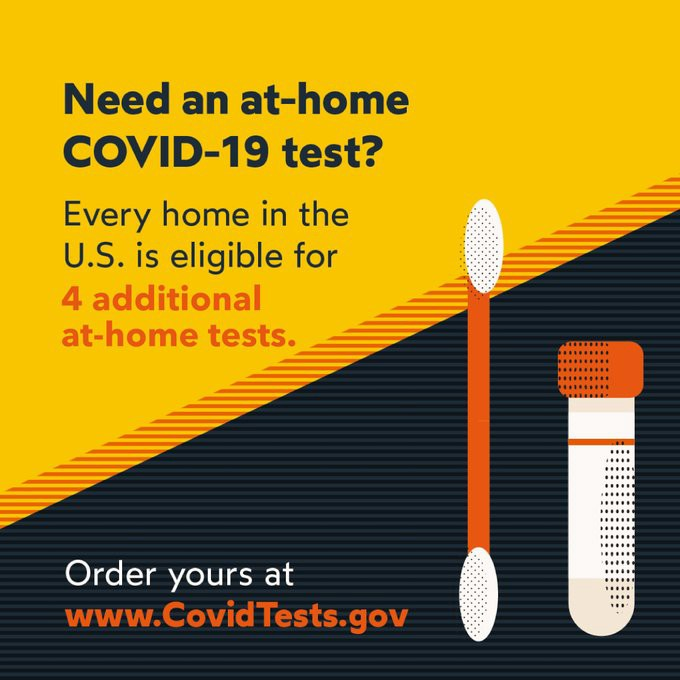 Need an at-home
COVID-19 test?
Every home in the
U.S. is eligible for
4 additional
at-home tests.
Order yours at
www.CovidTests.gov